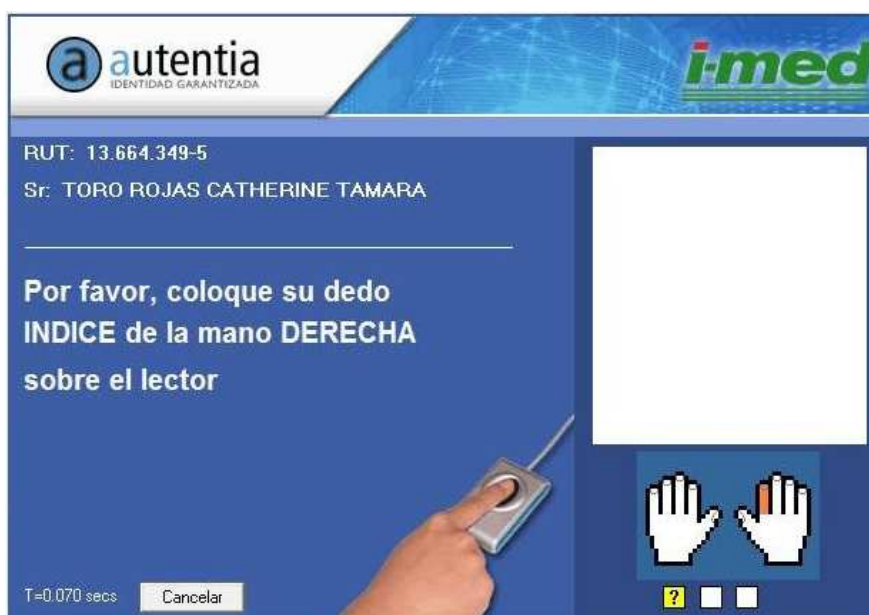 a autentia
IDENTIDAD GARANTIZADA
i-med
RUT: 13.664.349-5
Sr: TORO ROJAS CATHERINE TAMARA
Por favor, coloque su dedo
INDICE de la mano DERECHA
sobre el lector
T=0.070 secs
Cancelar
?